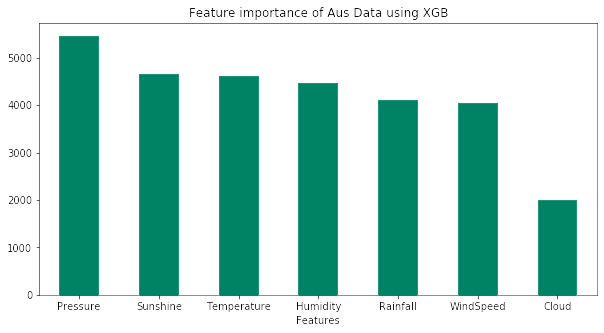 Feature importance of Aus Data using XGB
5000
4000
3000
2000
1000
0
Pressure Sunshine Temperature Humidity Rainfall WindSpeed Cloud
Features